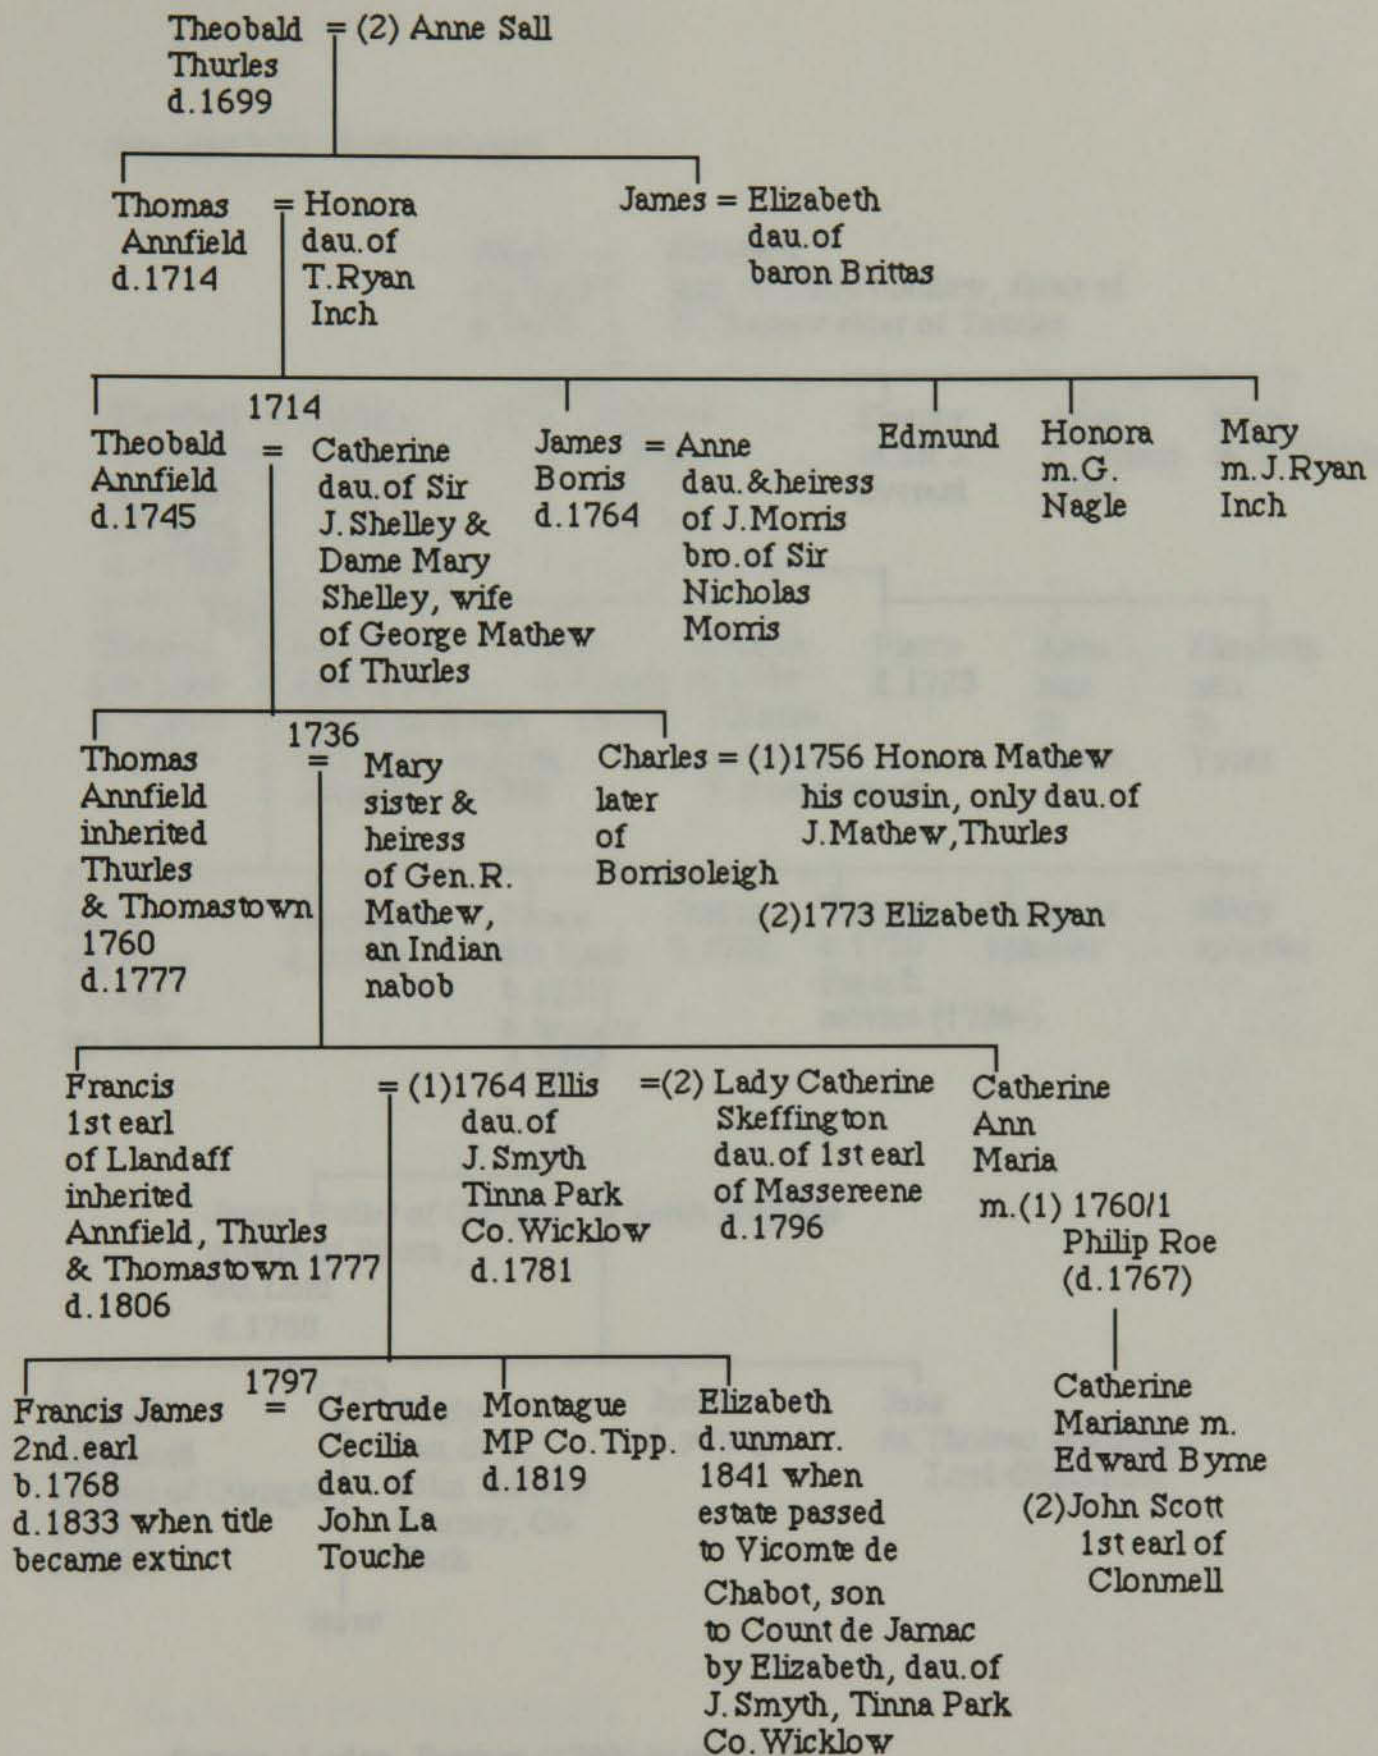 Theobald = (2) Anne Sall
Thurles
d.1699
Thomas = Honora
Annfield dau.of
d.1714 T.Ryan
Inch
James = Elizabeth
dau.of
baron Brittas
1714
Theobald = Catherine
Annfield dau.of Sir
d.1745 J.Shelley &
Dame Mary
Shelley, wife
of George Mathew
of Thurles
James = Anne
Borris dau.&heiress
d.1764 of J.Morris
bro.of Sir
Nicholas
Morris
Edmund
Honora
m.G.
Nagle
Mary
m.J.Ryan
Inch
1736
Thomas = Mary
Annfield sister &
inherited heiress
Thurles of Gen.R.
& Thomastown Mathew,
1760 an Indian
d.1777 nabob
Charles = (1)1756 Honora Mathew
later his cousin, only dau.of
of J.Mathew,Thurles
Borrisoleigh
(2)1773 Elizabeth Ryan
Francis
1st earl
of Llandaff
inherited
Annfield, Thurles
& Thomastown 1777
d.1806
= (1)1764 Ellis
dau.of
J.Smyth
Tinna Park
Co.Wicklow
d.1781
=(2) Lady Catherine
Skeffington
dau.of 1st earl
of Massereene
d.1796
Catherine
Ann
Maria
m.(1) 1760/1
Philip Roe
(d.1767)
1797
Francis James = Gertrude
2nd.earl Cecilia
b.1768 dau.of
d.1833 when title John La
became extinct Touche
Montague
MP Co.Tipp.
d.1819
Elizabeth
d.unmarr.
1841 when
estate passed
to Vicomte de
Chabot, son
to Count de Jarnac
by Elizabeth, dau.of
J.Smyth, Tinna Park
Co.Wicklow
Catherine
Marianne m.
Edward Byrne
(2)John Scott
1st earl of
Clonmell